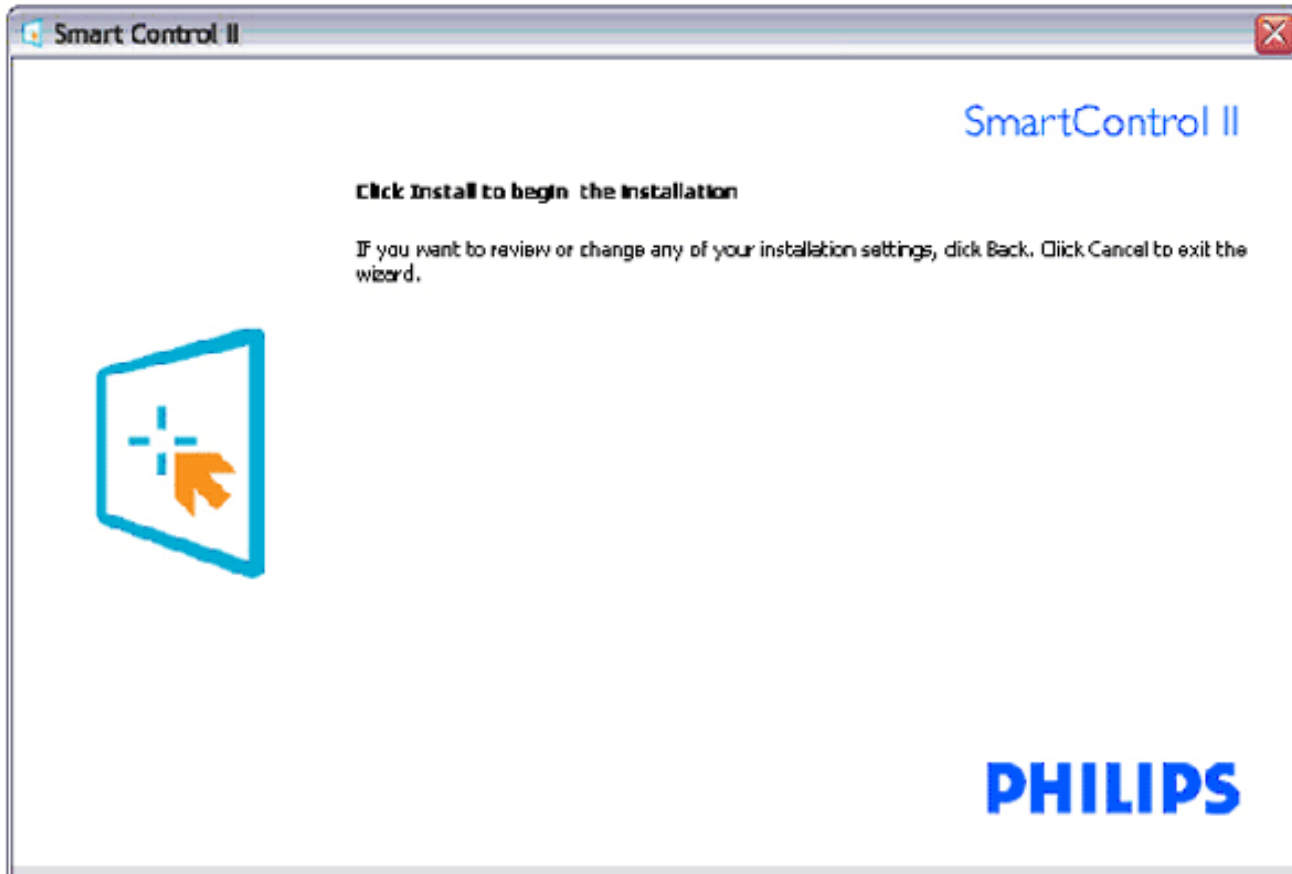 Smart Control II
SmartControl II
Click Install to begin the installation
If you want to review or change any of your installation settings, click Back. Click Cancel to exit the
wizard.
PHILIPS